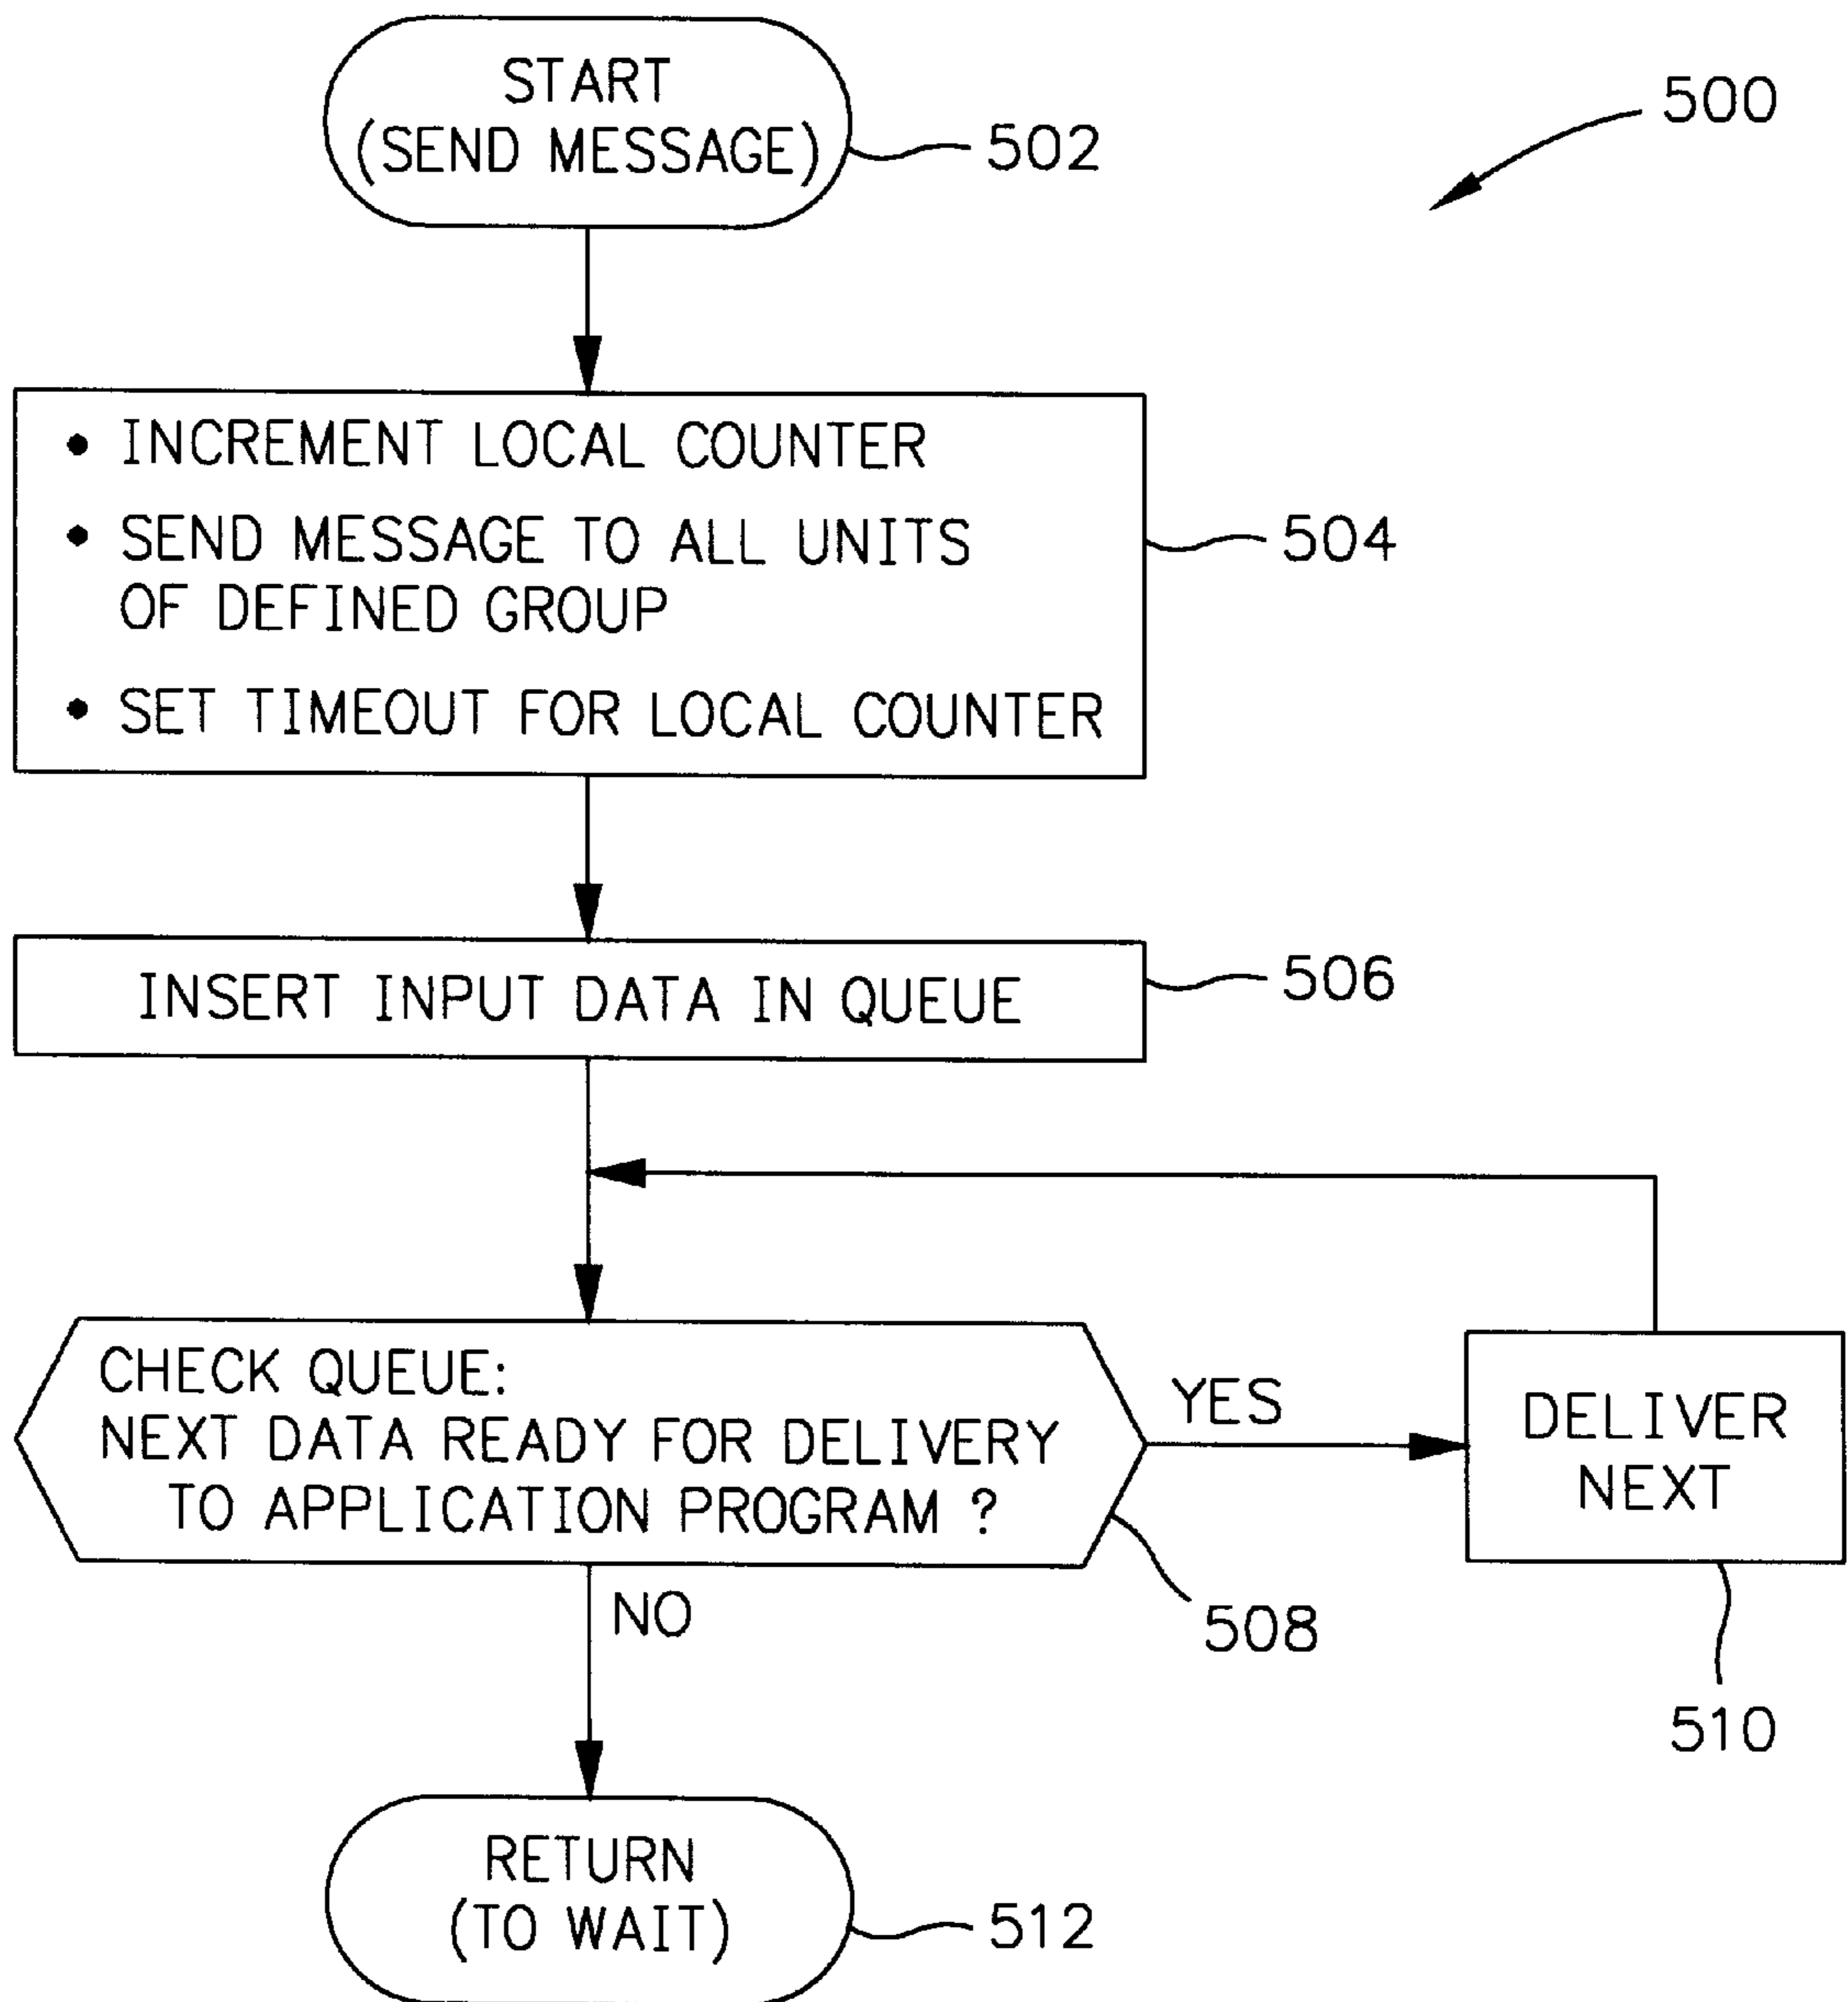 START
(SEND MESSAGE)
502
500
• INCREMENT LOCAL COUNTER
• SEND MESSAGE TO ALL UNITS
OF DEFINED GROUP
• SET TIMEOUT FOR LOCAL COUNTER
504
INSERT INPUT DATA IN QUEUE
506
CHECK QUEUE:
NEXT DATA READY FOR DELIVERY
TO APPLICATION PROGRAM ?
YES
DELIVER
NEXT
NO
508
510
RETURN
(TO WAIT)
512